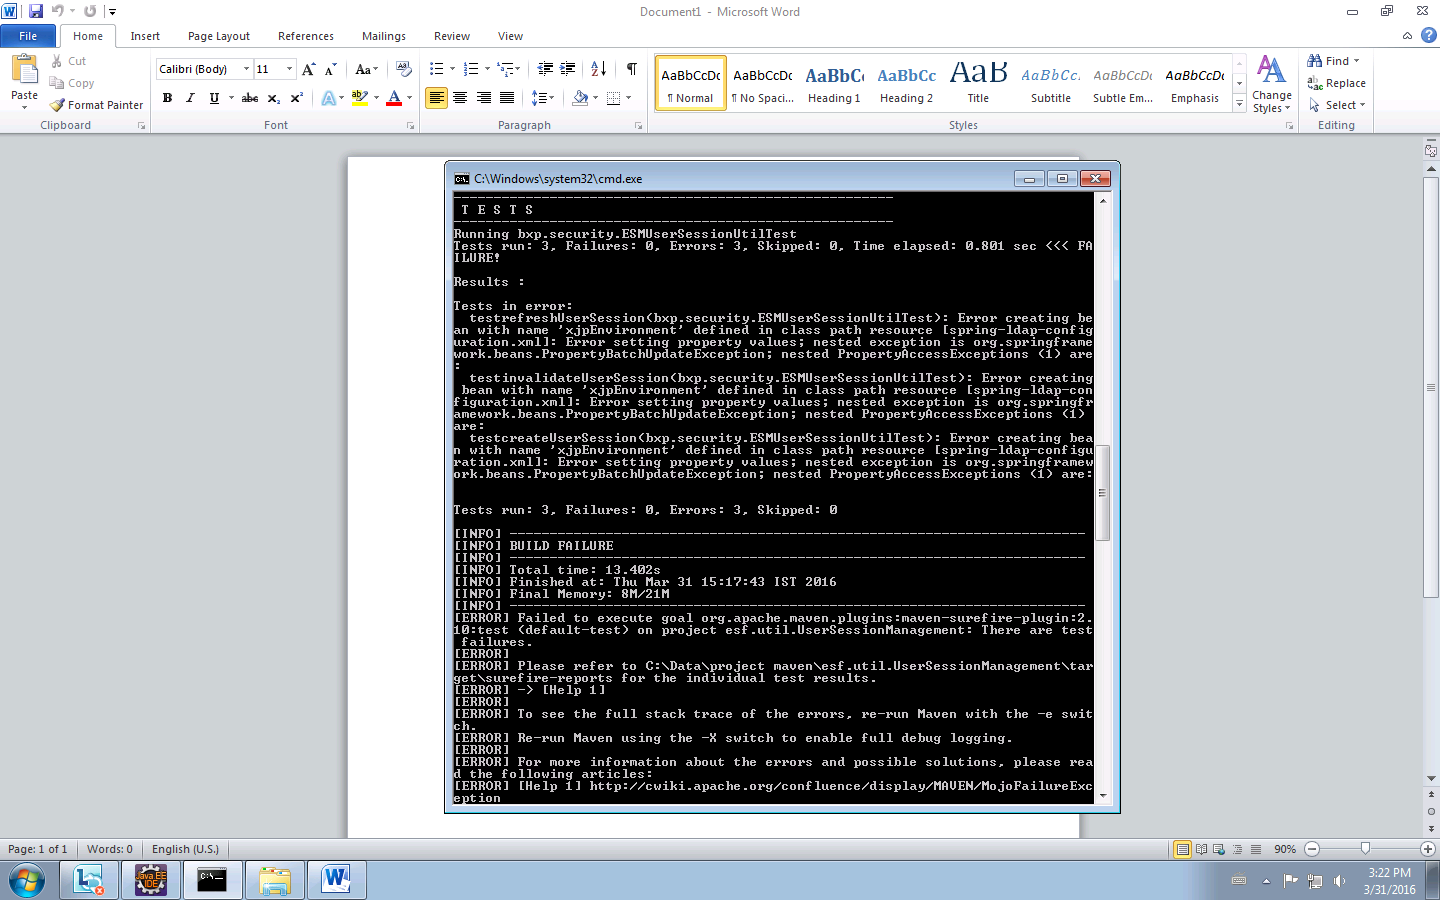 Document1 - Microsoft Word
File Home Insert Page Layout References Mailings Review View
Paste
Cut
Copy
Format Painter
Clipboard
Calibri (Body) 11
Font
Paragraph
AaBbCcDc AaBbCcDc AaBbCc AaBbCc AaB AaBbCc. AaBbCcDc AaBbCcDc
¶ Normal ¶ No Spaci... Heading 1 Heading 2 Title Subtitle Subtle Em... Emphasis
Change
Styles
Styles
Find
Replace
Select
Editing
C:\Windows\system32\cmd.exe
-------------------------------------------------------
T E S T S
-------------------------------------------------------
Running bxp.security.ESMUserSessionUtilTest
Tests run: 3, Failures: 0, Errors: 3, Skipped: 0, Time elapsed: 0.801 sec <<< FA
ILURE!
Results :
Tests in error:
testrefreshUserSession(bxp.security.ESMUserSessionUtilTest): Error creating be
an with name 'xjpEnvironment' defined in class path resource [spring-ldap-config
uration.xml]: Error setting property values; nested exception is org.springframe
work.beans.PropertyBatchUpdateException; nested PropertyAccessExceptions (1) are
:
testinvalidateUserSession(bxp.security.ESMUserSessionUtilTest): Error creating
bean with name 'xjpEnvironment' defined in class path resource [spring-ldap-con
figuration.xml]: Error setting property values; nested exception is org.springfr
amework.beans.PropertyBatchUpdateException; nested PropertyAccessExceptions (1)
are:
testcreateUserSession(bxp.security.ESMUserSessionUtilTest): Error creating bea
n with name 'xjpEnvironment' defined in class path resource [spring-ldap-configu
ration.xml]: Error setting property values; nested exception is org.springframew
ork.beans.PropertyBatchUpdateException; nested PropertyAccessExceptions (1) are:
Tests run: 3, Failures: 0, Errors: 3, Skipped: 0
[INFO] ------------------------------------------------------------------------
[INFO] BUILD FAILURE
[INFO] ------------------------------------------------------------------------
[INFO] Total time: 13.402s
[INFO] Finished at: Thu Mar 31 15:17:43 IST 2016
[INFO] Final Memory: 8M/21M
[INFO] ------------------------------------------------------------------------
[ERROR] Failed to execute goal org.apache.maven.plugins:maven-surefire-plugin:2.
10:test (default-test) on project esf.util.UserSessionManagement: There are test
failures.
[ERROR]
[ERROR] Please refer to C:\Data\project maven\esf.util.UserSessionManagement\tar
get\surefire-reports for the individual test results.
[ERROR] -> [Help 1]
[ERROR]
[ERROR] To see the full stack trace of the errors, re-run Maven with the -e swit
ch.
[ERROR] Re-run Maven using the -X switch to enable full debug logging.
[ERROR]
[ERROR] For more information about the errors and possible solutions, please rea
d the following articles:
[ERROR] [Help 1] http://cwiki.apache.org/confluence/display/MAVEN/MojoFailureExc
eption
Page: 1 of 1 Words: 0 English (U.S.) 90%
Java EE
IDE
3:22 PM
3/31/2016